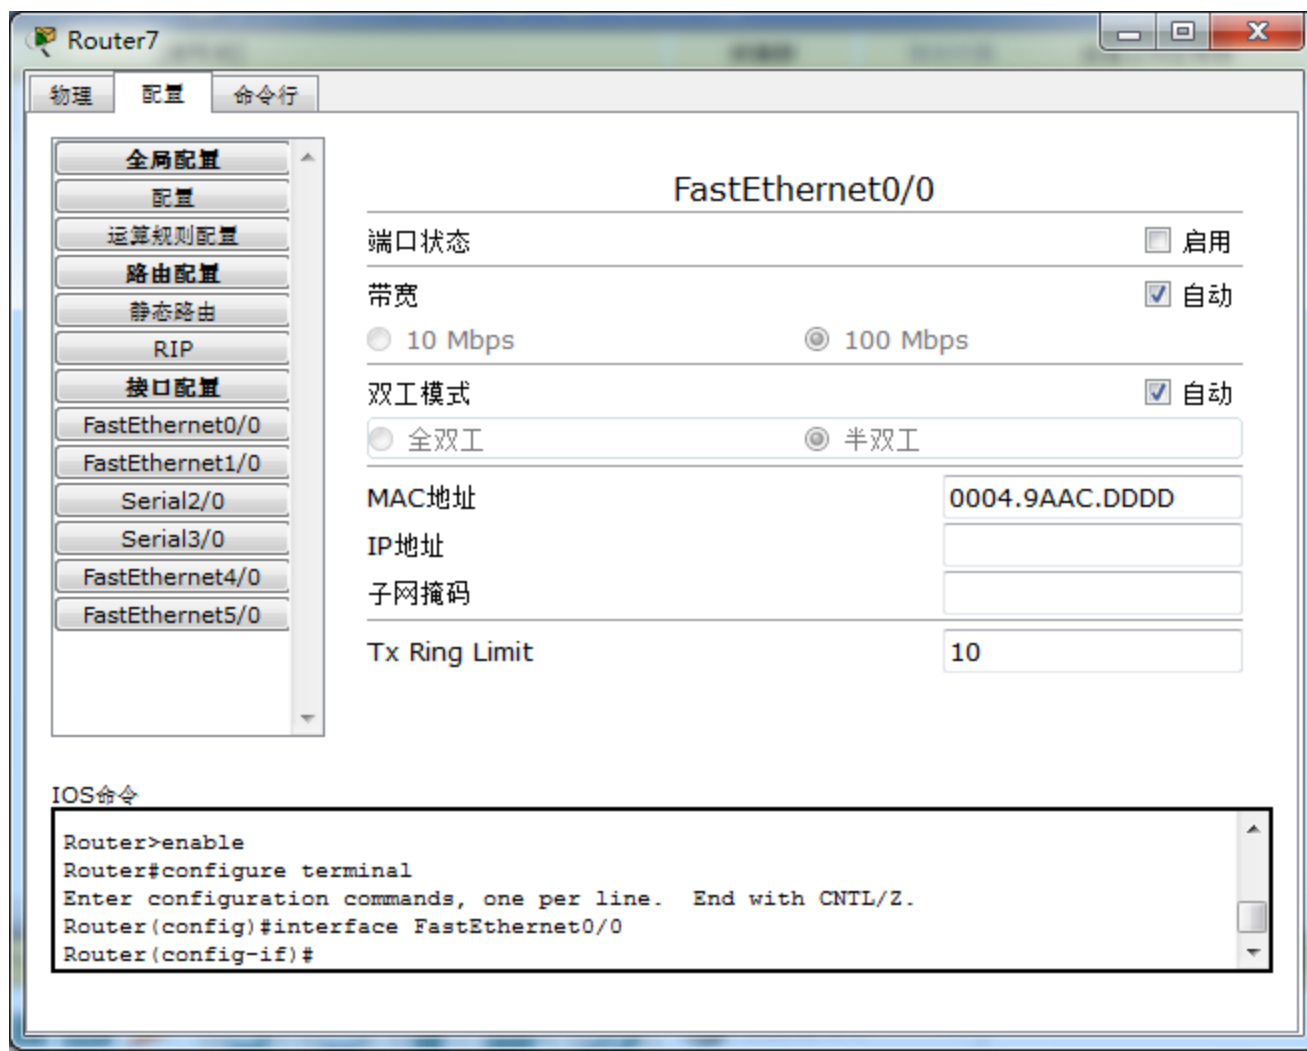 Router7
物理 配置 命令行
全局配置
配置
运算规则配置
路由配置
静态路由
RIP
接口配置
FastEthernet0/0
FastEthernet1/0
Serial2/0
Serial3/0
FastEthernet4/0
FastEthernet5/0
FastEthernet0/0
端口状态 启用
带宽 自动
10 Mbps 100 Mbps
双工模式 自动
全双工 半双工
MAC地址 0004.9AAC.DDDD
IP地址
子网掩码
Tx Ring Limit 10
IOS命令
Router>enable
Router#configure terminal
Enter configuration commands, one per line.  End with CNTL/Z.
Router(config)#interface FastEthernet0/0
Router(config-if)#